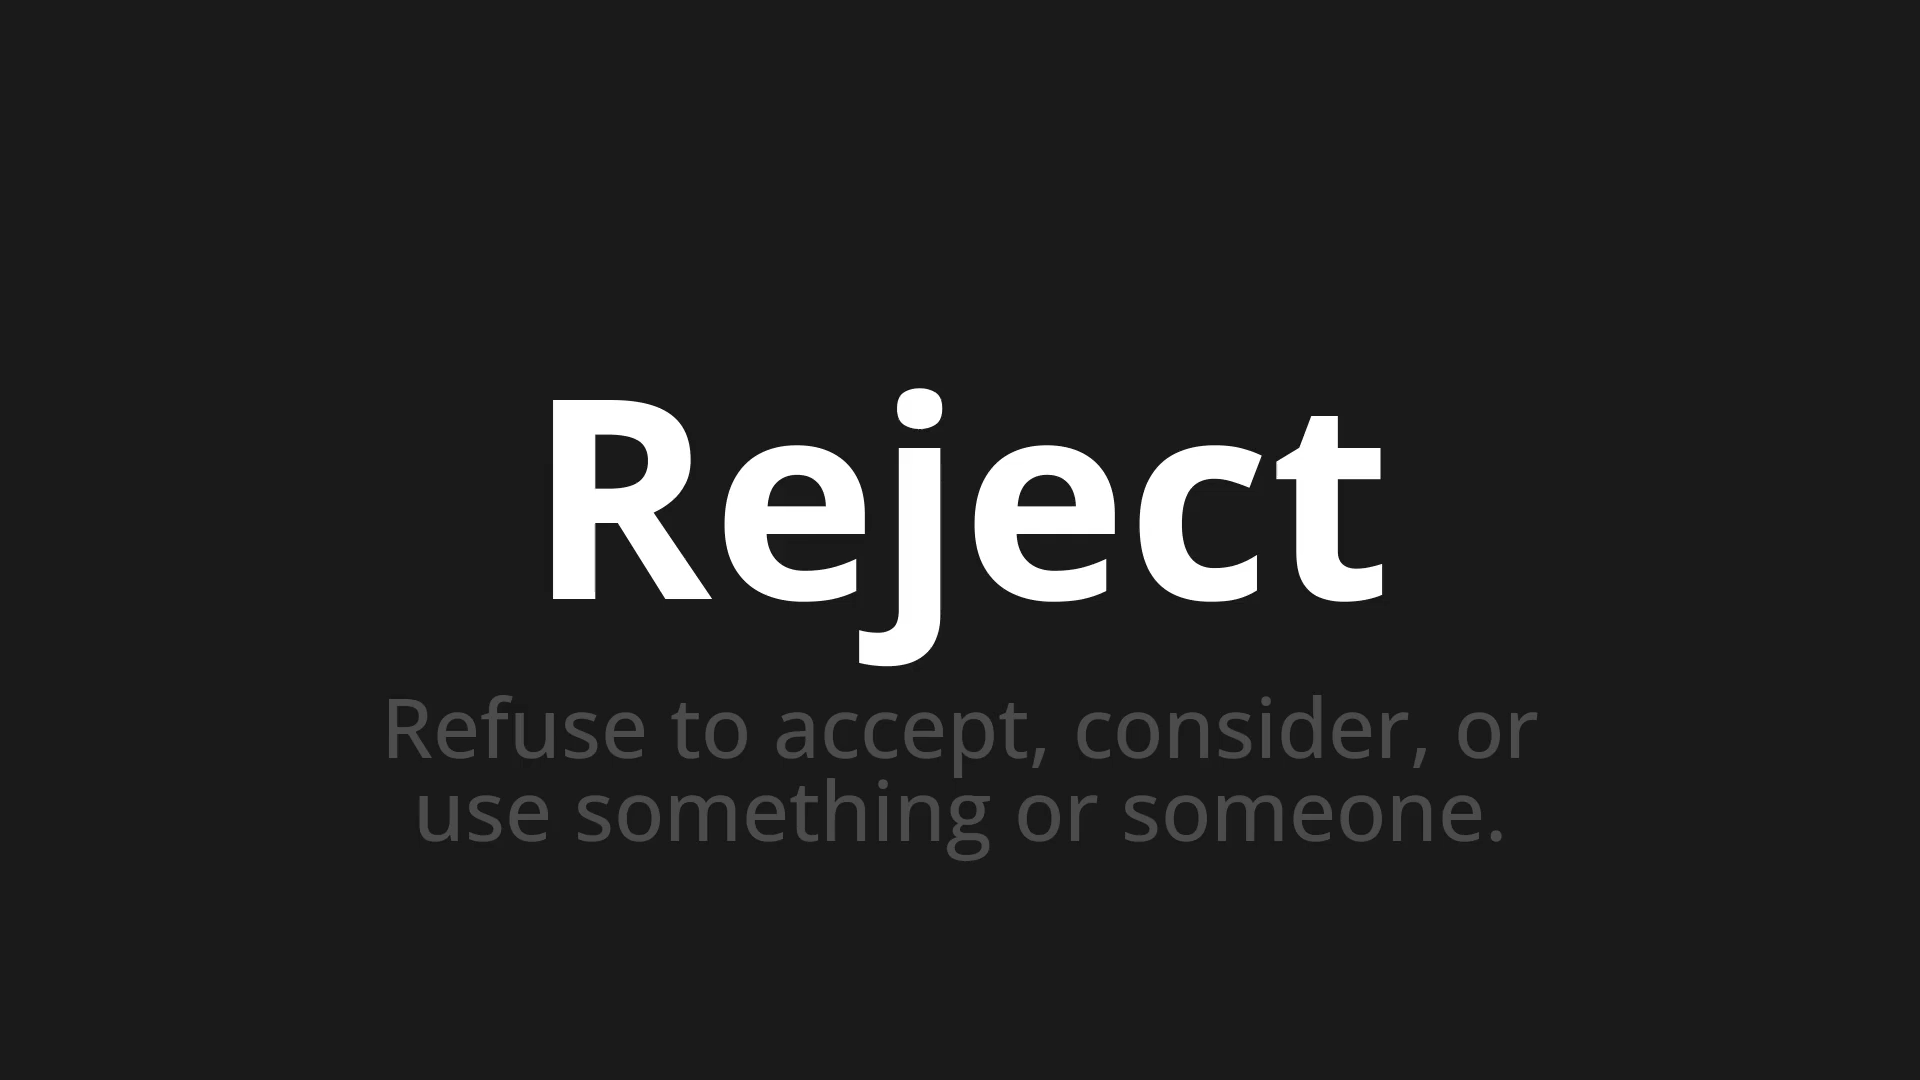 Reject
Refuse to accept, consider, or
use something or someone.